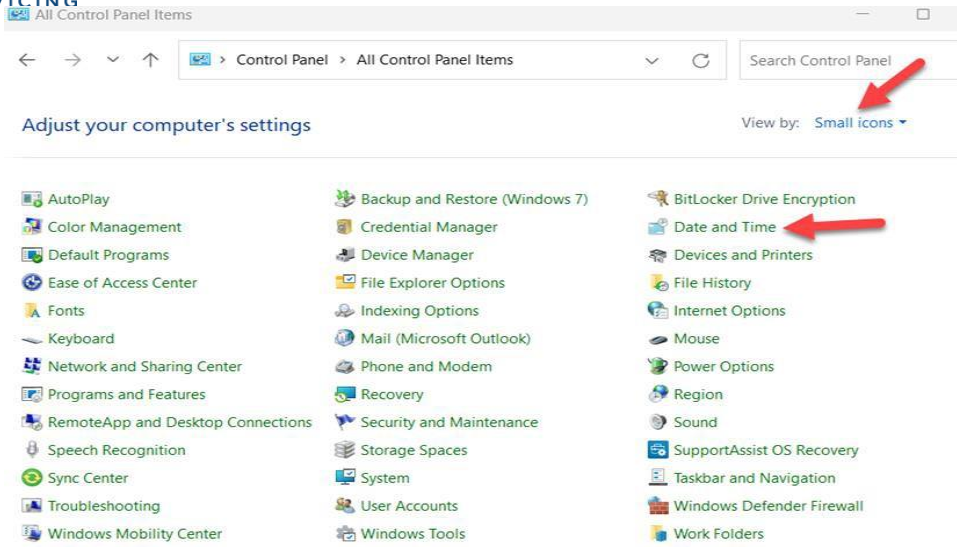 All Control Panel Items
Control Panel > All Control Panel Items
Search Control Panel
Adjust your computer's settings
View by: Small icons
AutoPlay
Backup and Restore (Windows 7)
BitLocker Drive Encryption
Color Management
Credential Manager
Date and Time
Default Programs
Device Manager
Devices and Printers
Ease of Access Center
File Explorer Options
File History
Fonts
Indexing Options
Internet Options
Keyboard
Mail (Microsoft Outlook)
Mouse
Network and Sharing Center
Phone and Modem
Power Options
Programs and Features
Recovery
Region
RemoteApp and Desktop Connections
Security and Maintenance
Sound
Speech Recognition
Storage Spaces
SupportAssist OS Recovery
Sync Center
System
Taskbar and Navigation
Troubleshooting
User Accounts
Windows Defender Firewall
Windows Mobility Center
Windows Tools
Work Folders